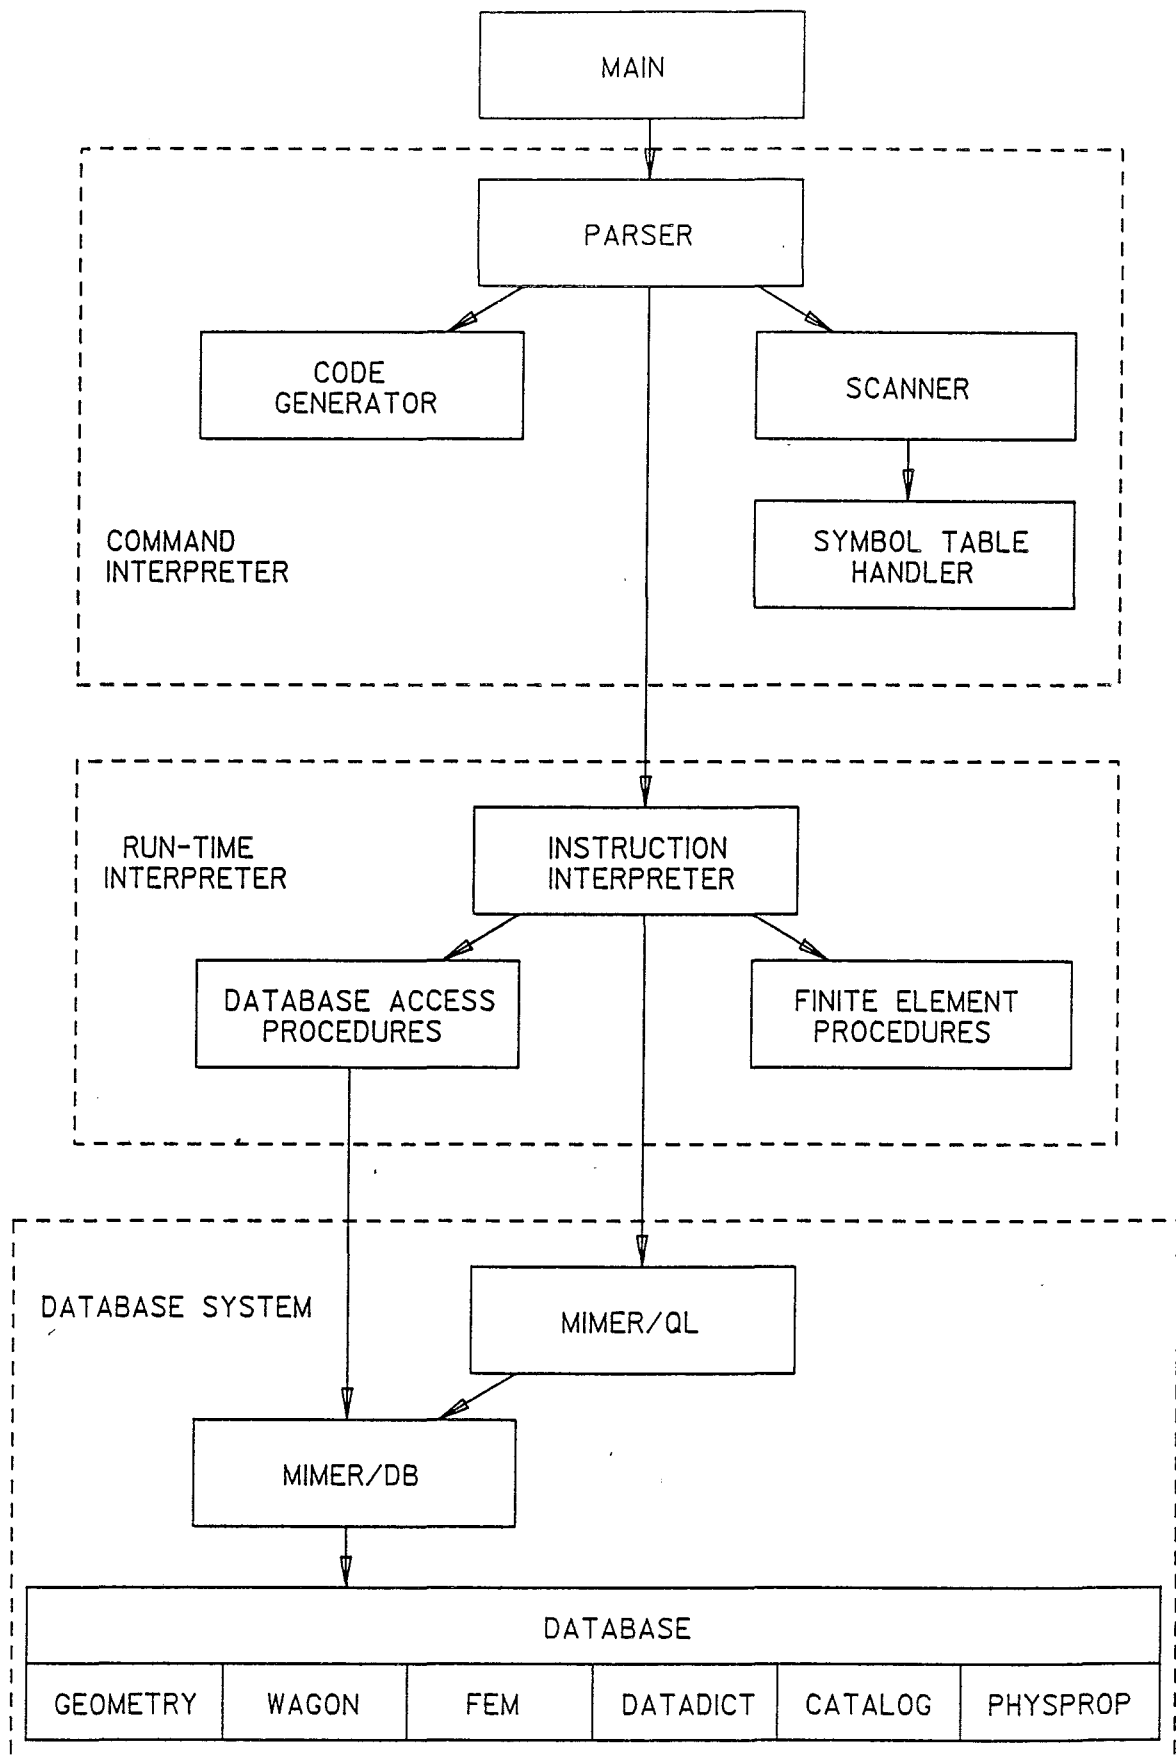 MAIN
PARSER
CODE
GENERATOR
SCANNER
COMMAND
INTERPRETER
SYMBOL TABLE
HANDLER
RUN-TIME
INTERPRETER
INSTRUCTION
INTERPRETER
DATABASE ACCESS
PROCEDURES
FINITE ELEMENT
PROCEDURES
DATABASE SYSTEM
MIMER/QL
MIMER/DB
DATABASE
GEOMETRY WAGON FEM DATADICT CATALOG PHYSPROP